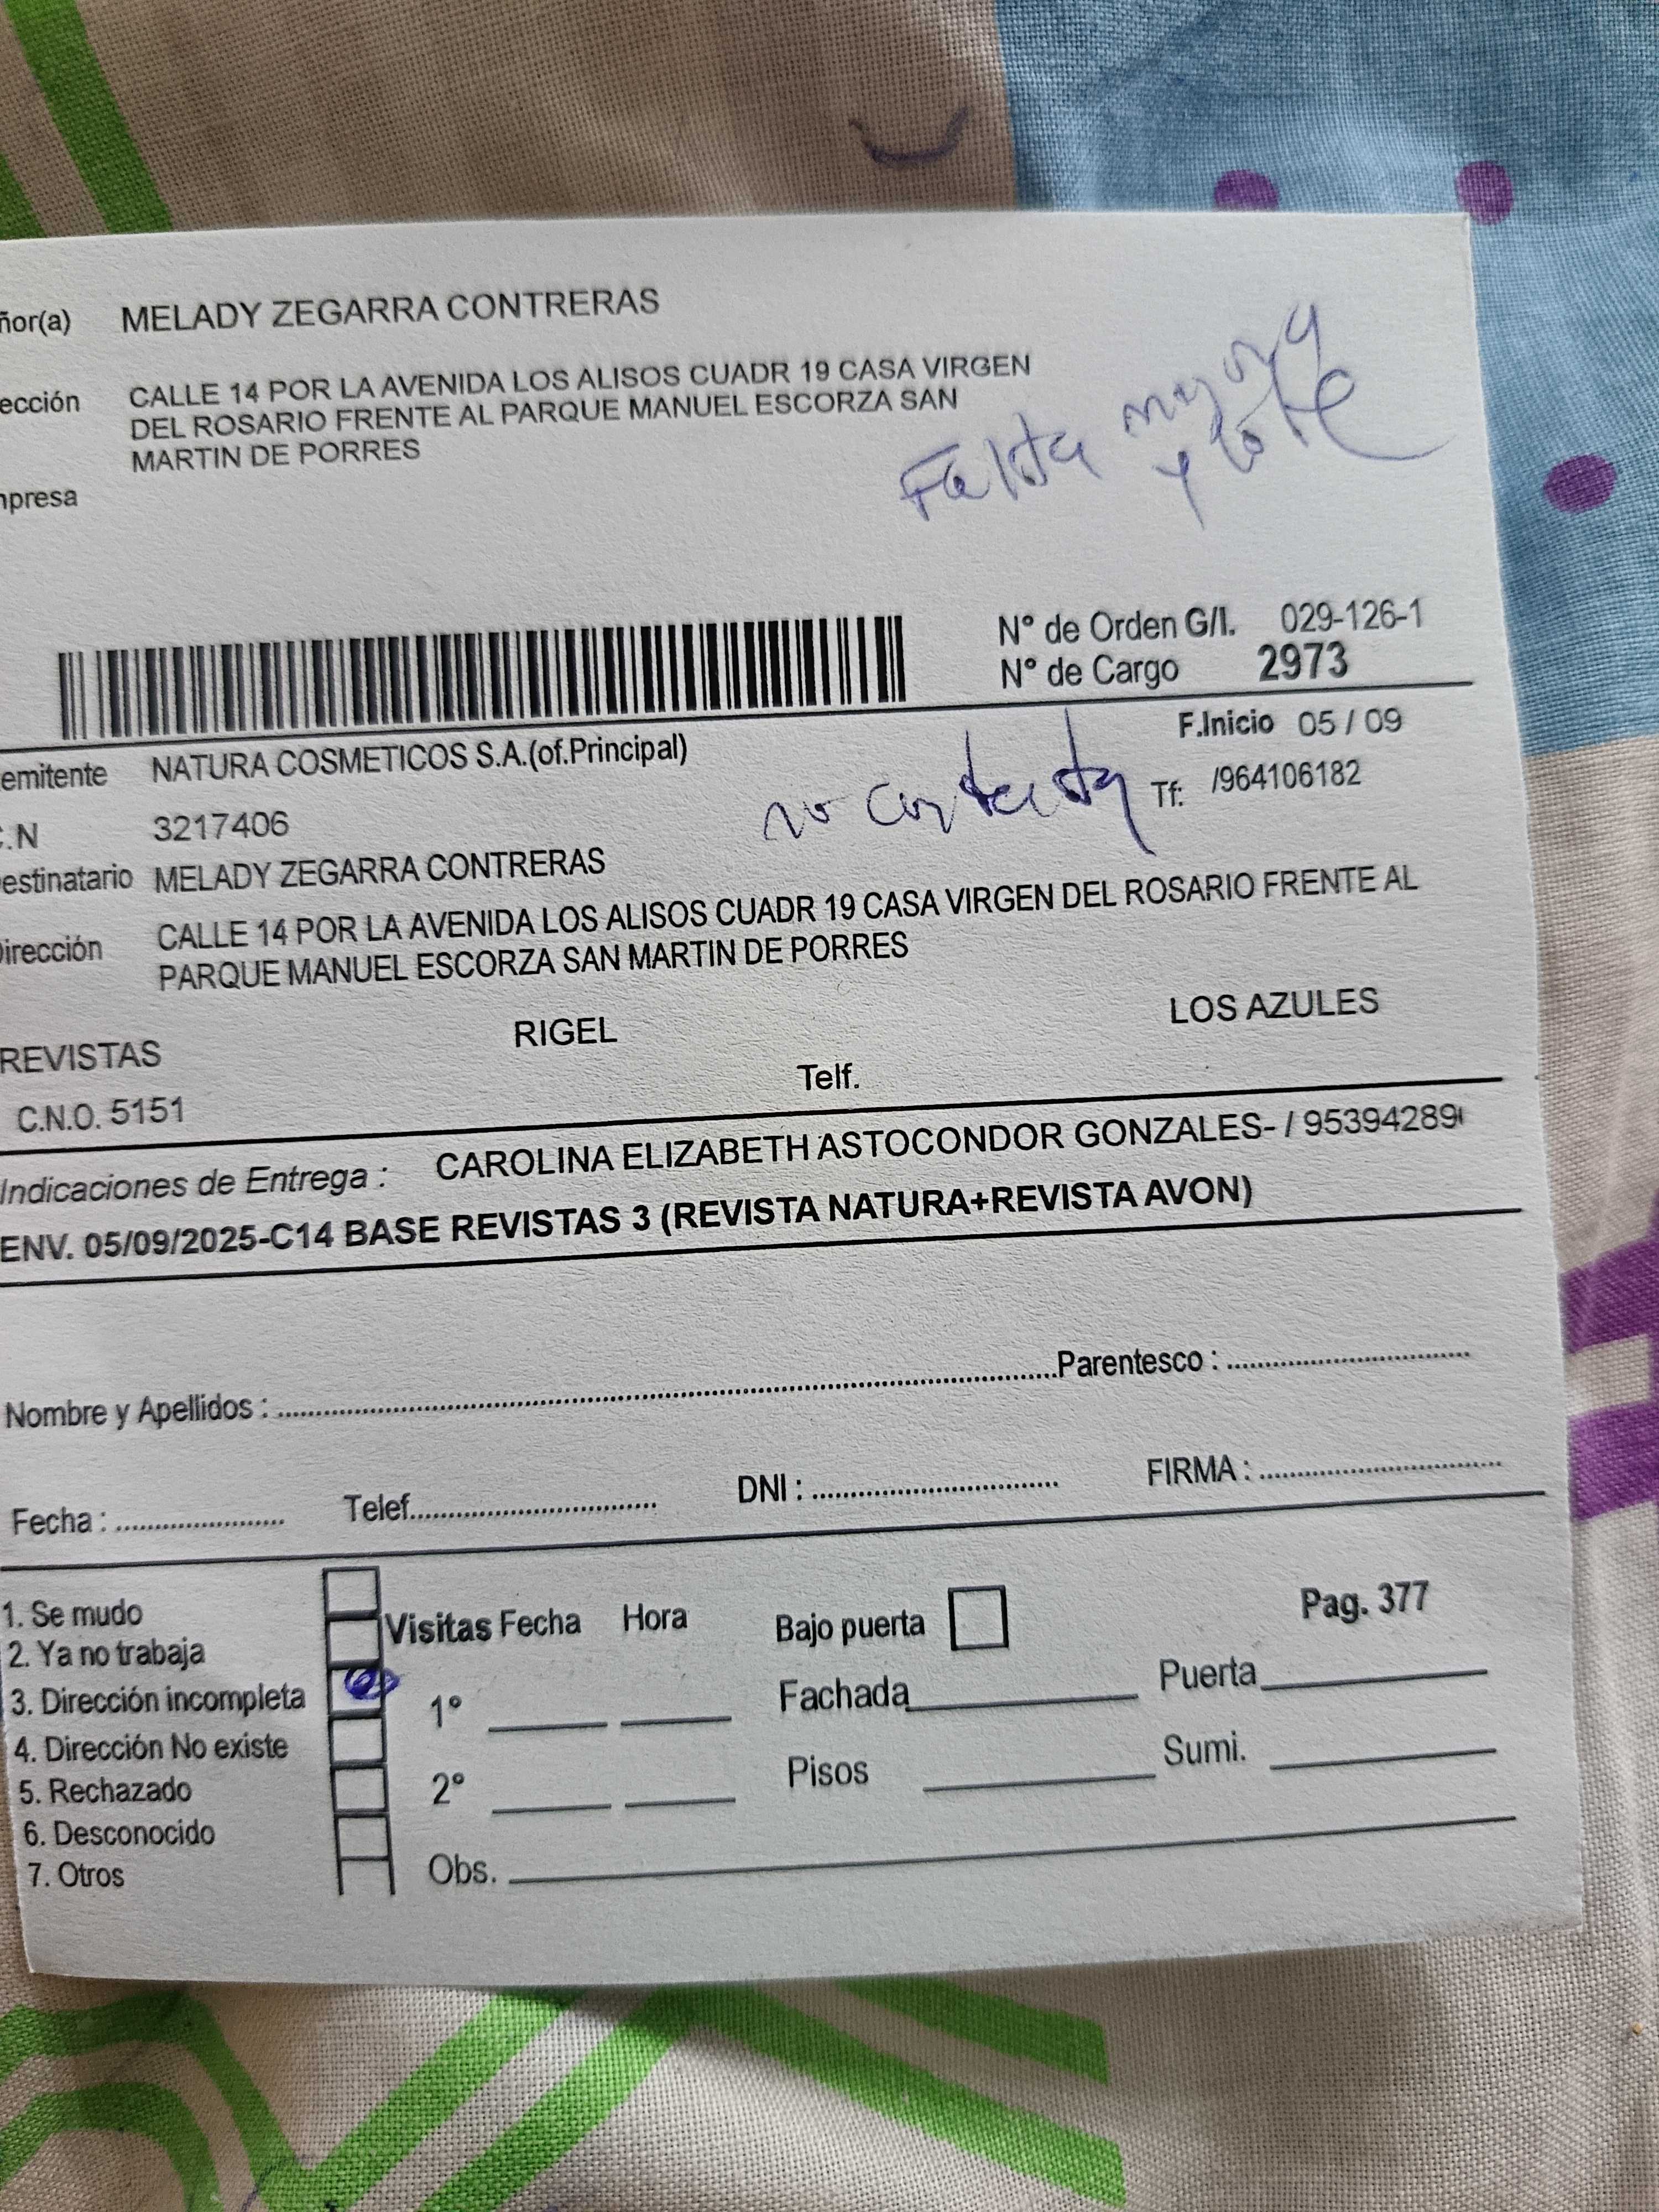 ñor(a) MELADY ZEGARRA CONTRERAS
ección CALLE 14 POR LA AVENIDA LOS ALISOS CUADR 19 CASA VIRGEN
DEL ROSARIO FRENTE AL PARQUE MANUEL ESCORZA SAN
MARTIN DE PORRES
mpresa
Falta
y lote
Nº de Orden G/I. 029-126-1
Nº de Cargo 2973
F.Inicio 05 / 09
emitente NATURA COSMETICOS S.A.(of.Principal)
no contesta Tf: /964106182
C.N 3217406
estinatario MELADY ZEGARRA CONTRERAS
Dirección CALLE 14 POR LA AVENIDA LOS ALISOS CUADR 19 CASA VIRGEN DEL ROSARIO FRENTE AL
PARQUE MANUEL ESCORZA SAN MARTIN DE PORRES
REVISTAS RIGEL LOS AZULES
C.N.O. 5151 Telf.
Indicaciones de Entrega : CAROLINA ELIZABETH ASTOCONDOR GONZALES- / 95394289
ENV. 05/09/2025-C14 BASE REVISTAS 3 (REVISTA NATURA+REVISTA AVON)
Nombre y Apellidos : Parentesco :
Fecha : Telef. DNI : FIRMA :
1. Se mudo
2. Ya no trabaja
3. Dirección incompleta
4. Dirección No existe
5. Rechazado
6. Desconocido
7. Otros
Visitas Fecha Hora
1º
2º
Obs.
Bajo puerta
Fachada
Pisos
Pag. 377
Puerta
Sumi.